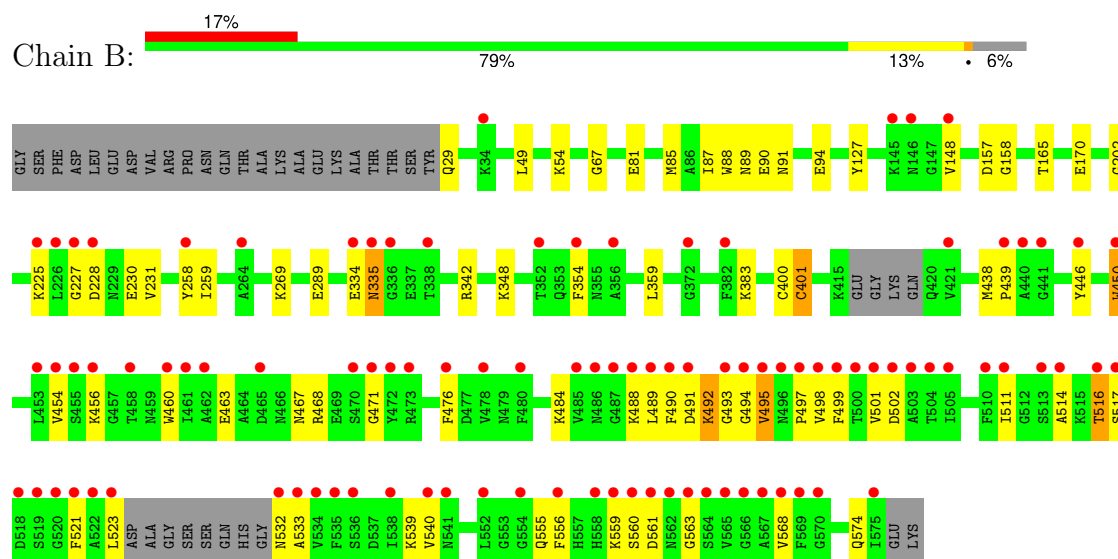 17%
Chain B:
79% 13% • 6%
GLY SER PHE ASP LEU GLU ASP VAL ARG PRO ASN GLN THR ALA LYS ALA GLU LYS ALA THR THR SER TYR Q29 K34 L49 K54 G67 E81 M85 A86 I87 W88 N89 E90 N91 E94 Y127 K145 N146 G147 V148 D157 G158 T165 E170
K225 L226 G227 D228 N229 E230 V231 Y258 I259 A264 K269 E289 E334 N335 G336 E337 T338 R342 K348 T352 Q353 F354 N355 A356 L359 G372 F382 K383 C400 C401 K415 GLU GLY LYS GLN Q420 V421 M438 P439 A440 G441 Y446 W450
L453 V454 S455 K456 G457 T458 N459 W460 I461 A462 E463 A464 D465 N466 N467 R468 E469 S470 G471 Y472 R473 F476 D477 V478 N479 F480 K484 V485 N486 G487 K488 L489 F490 D491 K492 G493 G494 V495 N496 P497 V498 F499 T500 V501 D502 A503 T504 I505 F510 I511 G512 S513 A514 K515 T516 S517
D518 S519 G520 F521 A522 L523 ASP ALA GLY SER SER GLN HIS GLY N532 A533 V534 F535 S536 D537 I538 K539 V540 N541 L552 G553 G554 Q555 F556 H557 H558 K559 S560 D561 N562 G563 S564 V565 G566 A567 V568 F569 G570 Q574 I575 GLU LYS